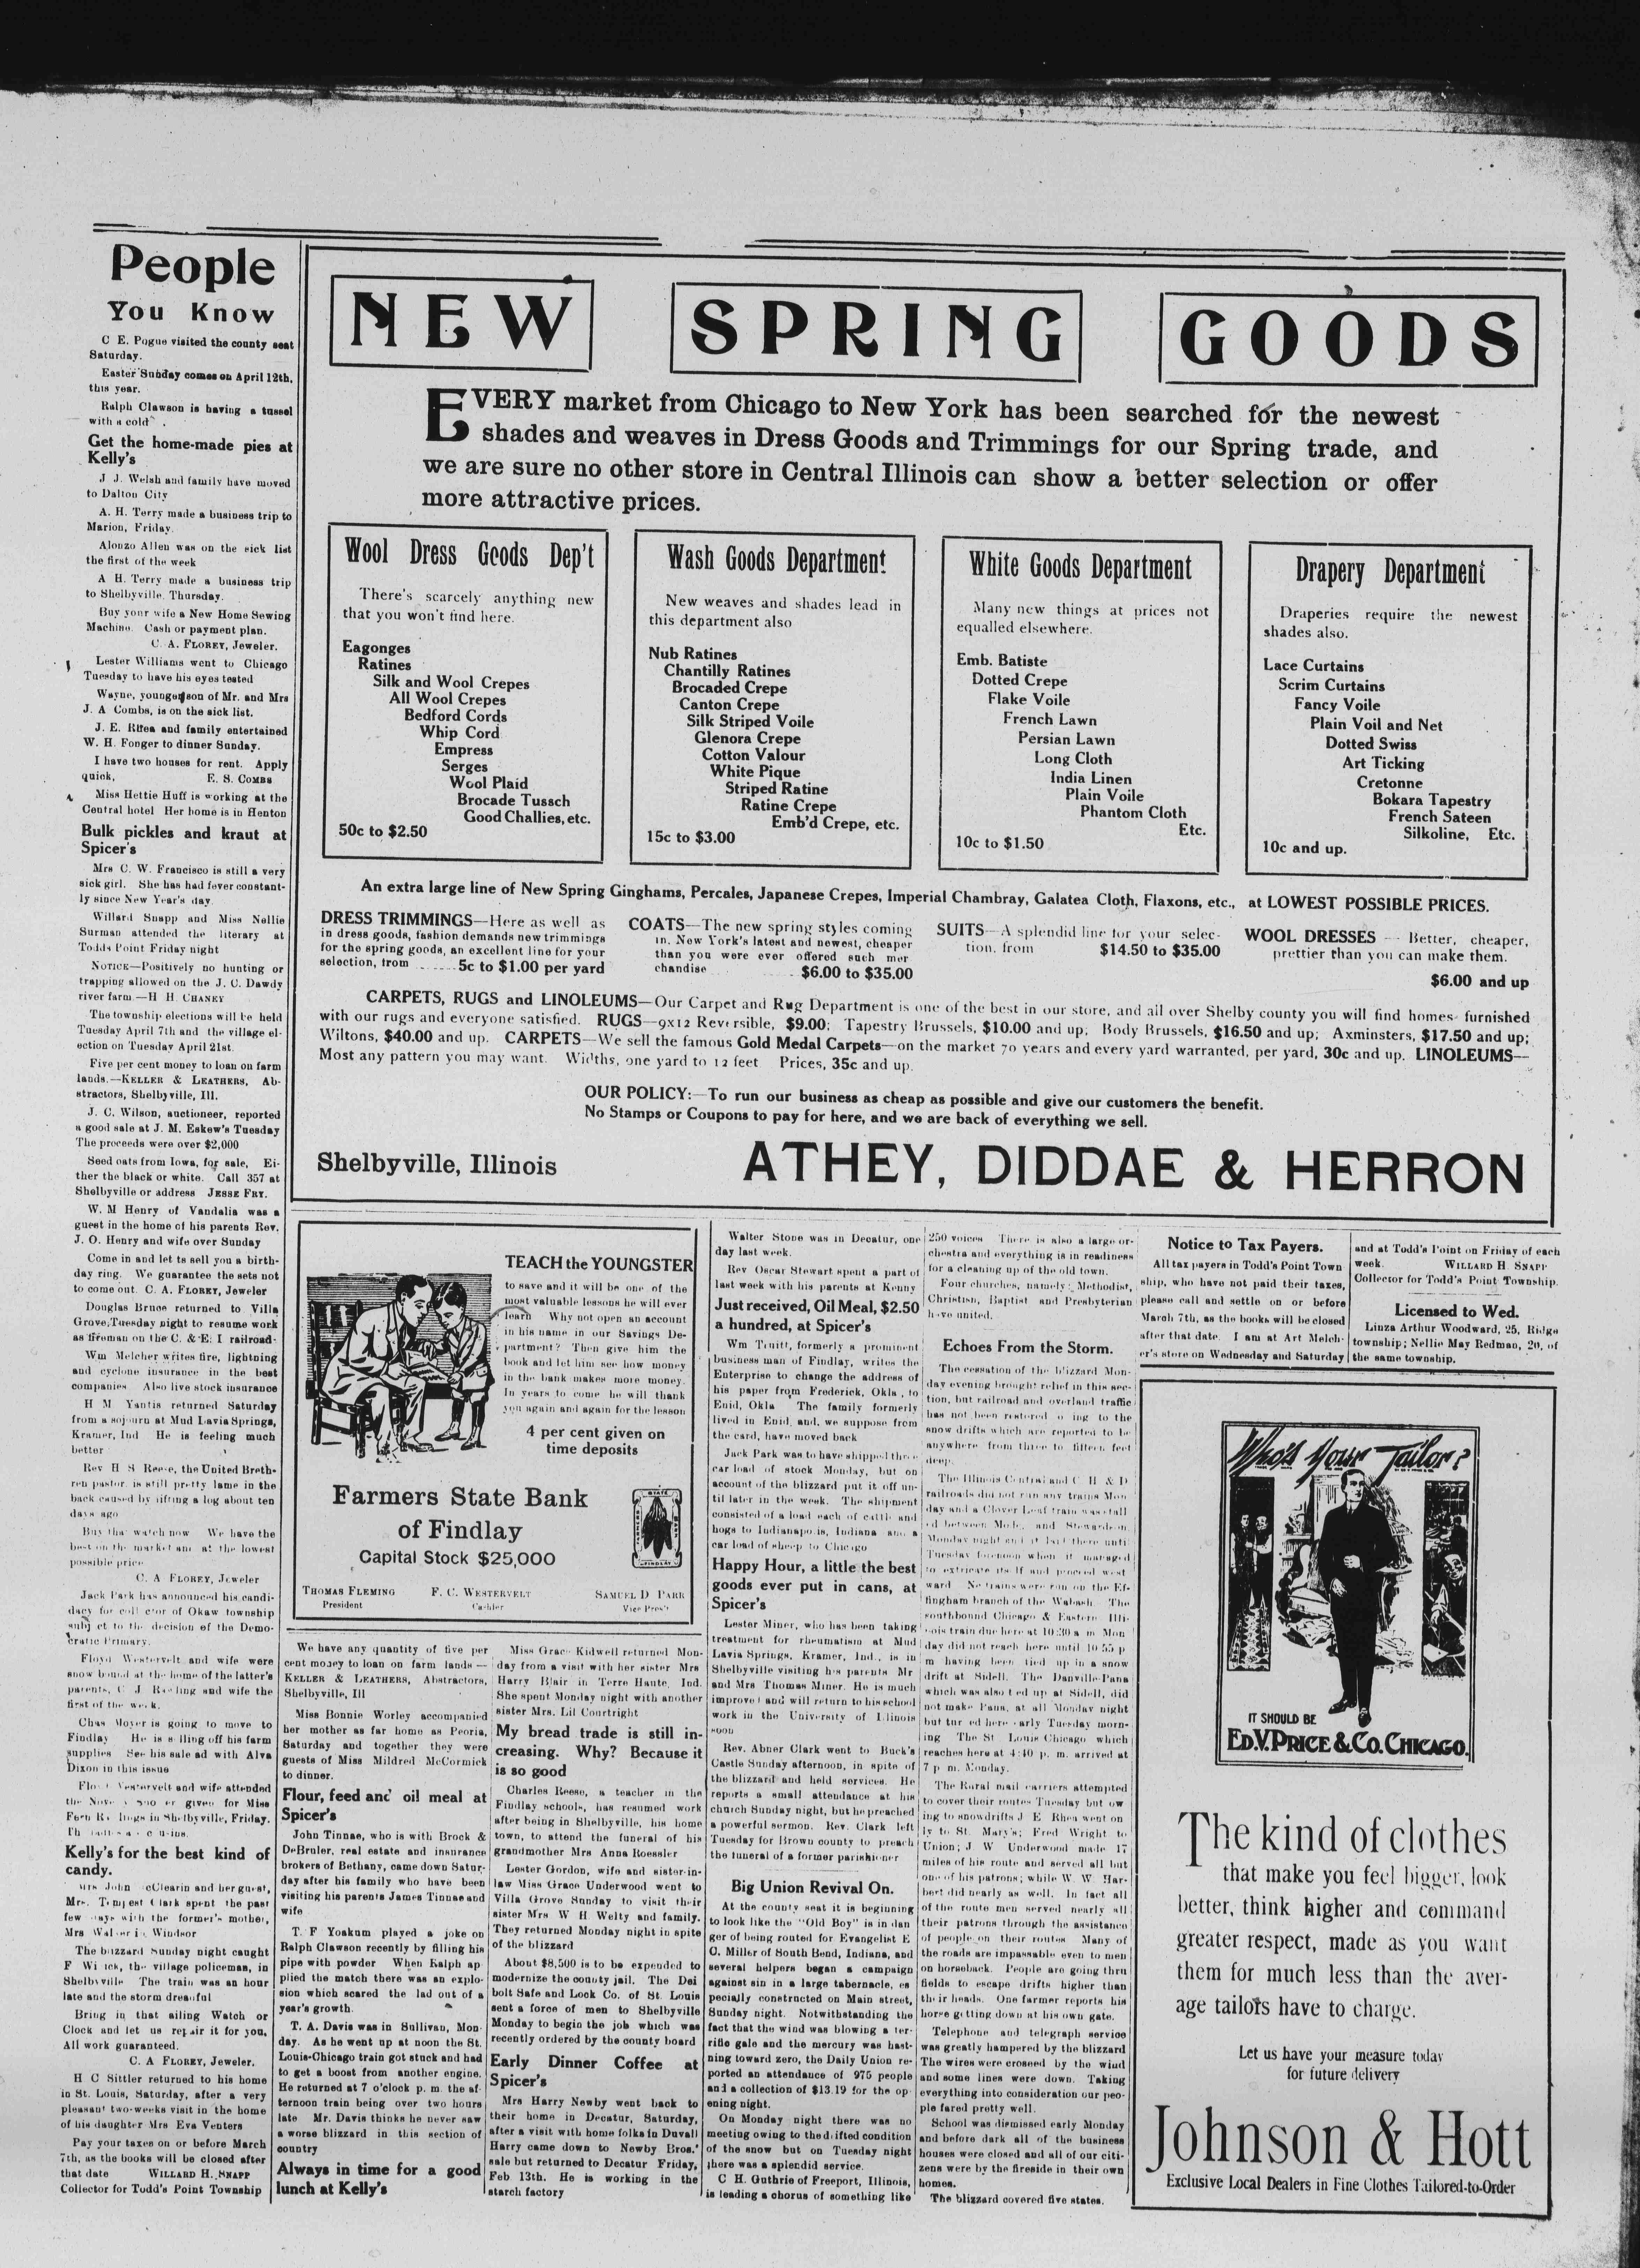 People
You Know
C E. Pogue visited the county seat
Saturday.
Easter Sunday comes on April 12th,
this year.
Ralph Clawson is having a tussel
with a cold
Get the home-made pies at
Kelly's
J J. Welsh and family have moved
to Dalton City
A. H. Terry made a business trip to
Marion, Friday.
Alonzo Allen was on the sick list
the first of the week
A H. Terry made a business trip
to Shelbyville, Thursday.
Buy your wife a New Home Sewing
Machine. Cash or payment plan.
C. A. FLOREY, Jeweler.
Lester Williams went to Chicago
Tuesday to have his eyes tested
Wayne, younger son of Mr. and Mrs
J. A Combs, is on the sick list.
J. E. Rhea and family entertained
W. H. Fonger to dinner Sunday.
I have two houses for rent. Apply
quick, E. S. COMBS
Miss Hettie Huff is working at the
Central hotel Her home is in Henton
Bulk pickles and kraut at
Spicer's
Mrs C. W. Francisco is still a very
sick girl. She has had fever constant-
ly since New Year's day.
Willard Snapp and Miss Nellie
Surman attended the literary at
Todds Point Friday night
NOTICE—Positively no hunting or
trapping allowed on the J. C. Dawdy
river farm.—H H. CHANEY
The township elections will be held
Tuesday April 7th and the village el-
ection on Tuesday April 21st.
Five per cent money to loan on farm
lands.—KELLER & LEATHERS, Ab-
stractors, Shelbyville, Ill.
J. C. Wilson, auctioneer, reported
a good sale at J. M. Eskew's Tuesday
The proceeds were over $2,000
Seed oats from Iowa, for sale, Ei-
ther the black or white. Call 357 at
Shelbyville or address JESSE FRY.
W. M Henry of Vandalia was a
guest in the home of his parents Rev.
J. O. Henry and wife over Sunday
Come in and let ts sell you a birth-
day ring. We guarantee the sets not
to come out. C. A. FLOREY, Jeweler
Douglas Bruce returned to Villa
Grove, Tuesday night to resume work
as fireman on the C. & E. I railroad-
Wm Melcher writes fire, lightning
and cyclone insurance in the best
companies Also live stock insurance
H M Yantis returned Saturday
from a sojourn at Mud Lavia Springs,
Kramer, Ind He is feeling much
better
Rev H S Reese, the United Breth-
ren pastor, is still pretty lame in the
back caused by lifting a log about ten
days ago
Buy that watch now We have the
best on the market and at the lowest
possible price
C. A FLOREY, Jeweler
Jack Park has announced his candi-
dacy for collector of Okaw township
subject to the decision of the Demo-
cratic Primary.
Floyd Westervelt and wife were
snow bound at the home of the latter's
parents, C J and wife the
first of the week.
Chas Moyer is going to move to
Findlay He is selling off his farm
supplies See his sale ad with Alva
Dixon in this issue
Floyd Westervelt and wife attended
the given for Miss
in Shelbyville, Friday.
Kelly's for the best kind of
candy.
Mrs John and her guest,
Mrs. Tempest Clark spent the past
few days with the former's mother,
Mrs Windsor
The blizzard Sunday night caught
F the village policeman, in
Shelbville The train was an hour
late and the storm dreadful
Bring in that ailing Watch or
Clock and let us repair it for you,
All work guaranteed.
C. A FLOREY, Jeweler.
H C Sittler returned to his home
in St. Louis, Saturday, after a very
pleasant two-weeks visit in the home
of his daughter Mrs Eva Venters
Pay your taxes on or before March
7th, as the books will be closed after
that date WILLARD H. SNAPP
Collector for Todd's Point Township
NEW SPRING GOODS
EVERY market from Chicago to New York has been searched for the newest
shades and weaves in Dress Goods and Trimmings for our Spring trade, and
we are sure no other store in Central Illinois can show a better selection or offer
more attractive prices.
Wool Dress Goods Dep't
There's scarcely anything new
that you won't find here.
Eagonges
Ratines
Silk and Wool Crepes
All Wool Crepes
Bedford Cords
Whip Cord
Empress
Serges
Wool Plaid
Brocade Tussch
Good Challies, etc.
50c to $2.50
Wash Goods Department!
New weaves and shades lead in
this department also
Nub Ratines
Chantilly Ratines
Brocaded Crepe
Canton Crepe
Silk Striped Voile
Glenora Crepe
Cotton Valour
White Pique
Striped Ratine
Ratine Crepe
Emb'd Crepe, etc.
15c to $3.00
White Goods Department
Many new things at prices not
equalled elsewhere.
Emb. Batiste
Dotted Crepe
Flake Voile
French Lawn
Persian Lawn
Long Cloth
India Linen
Plain Voile
Phantom Cloth
Etc.
10c to $1.50
Drapery Department
Draperies require the newest
shades also.
Lace Curtains
Scrim Curtains
Fancy Voile
Plain Voil and Net
Dotted Swiss
Art Ticking
Cretonne
Bokara Tapestry
French Sateen
Silkoline, Etc.
10c and up.
An extra large line of New Spring Ginghams, Percales, Japanese Crepes, Imperial Chambray, Galatea Cloth, Flaxons, etc., at LOWEST POSSIBLE PRICES.
DRESS TRIMMINGS—Here as well as
in dress goods, fashion demands new trimmings
for the spring goods, an excellent line for your
selection, from ...... 5c to $1.00 per yard
COATS—The new spring styles coming
in. New York's latest and newest, cheaper
than you were ever offered such mer
chandise $6.00 to $35.00
SUITS—A splendid line for your selec-
tion, from $14.50 to $35.00
WOOL DRESSES -- Better, cheaper,
prettier than you can make them.
$6.00 and up
CARPETS, RUGS and LINOLEUMS—Our Carpet and Rug Department is one of the best in our store, and all over Shelby county you will find homes furnished
with our rugs and everyone satisfied. RUGS—9x12 Reversible, $9.00; Tapestry Brussels, $10.00 and up; Body Brussels, $16.50 and up; Axminsters, $17.50 and up;
Wiltons, $40.00 and up. CARPETS—We sell the famous Gold Medal Carpets—on the market 70 years and every yard warranted, per yard, 30c and up. LINOLEUMS—
Most any pattern you may want. Widths, one yard to 12 feet Prices, 35c and up.
OUR POLICY:—To run our business as cheap as possible and give our customers the benefit.
No Stamps or Coupons to pay for here, and we are back of everything we sell.
Shelbyville, Illinois ATHEY, DIDDAE & HERRON
TEACH the YOUNGSTER
to save and it will be one of the
most valuable lessons he will ever
learn Why not open an account
in his name in our Savings De-
partment? Then give him the
book and let him see how money
in the bank makes more money.
In years to come he will thank
you again and again for the lesson
4 per cent given on
time deposits
Farmers State Bank
of Findlay
Capital Stock $25,000
STATE
FINDLAY
THOMAS FLEMING F. C. WESTERVELT SAMUEL D. PARR
President Cashier Vice Pres't
We have any quantity of five per
cent money to loan on farm lands —
KELLER & LEATHERS, Abstractors,
Shelbyville, Ill
Miss Bonnie Worley accompanied
her mother as far home as Peoria,
Saturday and together they were
guests of Miss Mildred McCormick
to dinner.
Flour, feed and oil meal at
Spicer's
John Tinnae, who is with Brock &
DeBruler, real estate and insurance
brokers of Bethany, came down Satur-
day after his family who have been
visiting his parents James Tinnae and
wife
T. F Yoakum played a joke on
Ralph Clawson recently by filling his
pipe with powder When Ralph ap
plied the match there was an explo-
sion which scared the lad out of a
year's growth.
T. A. Davis was in Sullivan, Mon-
day. As he went up at noon the St.
Louis-Chicago train got stuck and had
to get a boost from another engine.
He returned at 7 o'clock p. m. the af-
ternoon train being over two hours
late Mr. Davis thinks he never saw
a worse blizzard in this section of
country
Always in time for a good
lunch at Kelly's
Miss Grace Kidwell returned Mon-
day from a visit with her sister Mrs
Harry Blair in Terre Haute, Ind.
She spent Monday night with another
sister Mrs. Lil Courtright
My bread trade is still in-
creasing. Why? Because it
is so good
Charles Reese, a teacher in the
Findlay schools, has resumed work
after being in Shelbyville, his home
town, to attend the funeral of his
grandmother Mrs Anna Roessler
Lester Gordon, wife and sister-in-
law Miss Grace Underwood went to
Villa Grove Sunday to visit their
sister Mrs W H Welty and family.
They returned Monday night in spite
of the blizzard
About $8,500 is to be expended to
modernize the county jail. The Dei
bolt Safe and Lock Co. of St. Louis
sent a force of men to Shelbyville
Monday to begin the job which was
recently ordered by the county board
Early Dinner Coffee at
Spicer's
Mrs Harry Newby went back to
their home in Decatur, Saturday,
after a visit with home folks in Duvall
Harry came down to Newby Bros.'
sale but returned to Decatur Friday,
Feb 13th. He is working in the
starch factory
Walter Stone was in Decatur, one
day last week.
Rev Oscar Stewart spent a part of
last week with his parents at Kenny
Just received, Oil Meal, $2.50
a hundred, at Spicer's
Wm Truitt, formerly a prominent
business man of Findlay, writes the
Enterprise to change the address of
his paper from Frederick, Okla , to
Enid, Okla The family formerly
lived in Enid, and, we suppose from
the card, have moved back
Jack Park was to have shipped three
car load of stock Monday, but on
account of the blizzard put it off un-
til later in the week. The shipment
consisted of a load each of cattle and
hogs to Indianapolis, Indiana and a
car load of sheep to Chicago
Happy Hour, a little the best
goods ever put in cans, at
Spicer's
Lester Miner, who has been taking
treatment for rheumatism at Mud
Lavia Springs, Kramer, Ind., is in
Shelbyville visiting his parents Mr
and Mrs Thomas Miner. He is much
improved and will return to his school
work in the University of Illinois
soon
Rev. Abner Clark went to Buck's
Castle Sunday afternoon, in spite of
the blizzard and held services. He
reports a small attendance at his
church Sunday night, but he preached
a powerful sermon. Rev. Clark left
Tuesday for Brown county to preach
the funeral of a former parishioner
Big Union Revival On.
At the county seat it is beginning
to look like the "Old Boy" is in dan
ger of being routed for Evangelist E
C. Miller of South Bend, Indiana, and
several helpers began a campaign
against sin in a large tabernacle, es
pecially constructed on Main street,
Sunday night. Notwithstanding the
fact that the wind was blowing a ter-
rific gale and the mercury was hast-
ning toward zero, the Daily Union re-
ported an attendance of 975 people
and a collection of $13.19 for the op
ening night.
On Monday night there was no
meeting owing to the drifted condition
of the snow but on Tuesday night
there was a splendid service.
C H. Guthrie of Freeport, Illinois,
is leading a chorus of something like
250 voices There is also a large or-
chestra and everything is in readiness
for a cleaning up of the old town.
Four churches, namely: Methodist,
Christian, Baptist and Presbyterian
have united.
Echoes From the Storm.
The cessation of the blizzard Mon-
day evening brought relief in this sec-
tion, but railroad and overland traffic
has not been restored owing to the
snow drifts which are reported to be
anywhere from three to fifteen feet
deep.
The Illinois Central and C. H & D
railroads did not run any trains Mon
day and a Clover Leaf train was stall
ed between Mode and Stewardson
Monday night and it laid there until
Tuesday forenoon when it managed
to extricate itself and proceed west
ward No trains were run on the Ef-
fingham branch of the Wabash. The
southbound Chicago & Eastern Illi-
nois train due here at 10:30 a m Mon
day did not reach here until 10 55 p
m having been tied up in a snow
drift at Sidell. The Danville-Pana
which was also tied up at Sidell, did
not make Pana, at all Monday night
but turned here early Tuesday morn-
ing The St Louis Chicago which
reaches here at 4:40 p. m. arrived at
7 p m. Monday.
The Rural mail carriers attempted
to cover their routes Tuesday but ow
ing to snowdrifts J E. Rhea went on
ly to St. Mary's; Fred Wright to
Union; J. W Underwood made 17
miles of his route and served all but
one of his patrons; while W. W. Har-
bert did nearly as well. In fact all
of the route men served nearly all
their patrons through the assistance
of people on their routes Many of
the roads are impassable even to men
on horseback. People are going thru
fields to escape drifts higher than
their heads. One farmer reports his
horse getting down at his own gate.
Telephone and telegraph service
was greatly hampered by the blizzard
The wires were crossed by the wind
and some lines were down. Taking
everything into consideration our peo-
ple fared pretty well.
School was dismissed early Monday
and before dark all of the business
houses were closed and all of our citi-
zens were by the fireside in their own
homes.
The blizzard covered five states.
Notice to Tax Payers.
All tax payers in Todd's Point Town
ship, who have not paid their taxes,
please call and settle on or before
March 7th, as the books will be closed
after that date. I am at Art Melch-
er's store on Wednesday and Saturday
and at Todd's Point on Friday of each
week. WILLARD H. SNAPP
Collector for Todd's Point Township.
Licensed to Wed.
Linza Arthur Woodward, 25, Ridge
township; Nellie May Redman, 20, of
the same township.
Who's Your Tailor?
IT SHOULD BE
ED.V.PRICE & CO. CHICAGO.
The kind of clothes
that make you feel bigger, look
better, think higher and command
greater respect, made as you want
them for much less than the aver-
age tailors have to charge.
Let us have your measure today
for future delivery
Johnson & Hott
Exclusive Local Dealers in Fine Clothes Tailored-to-Order